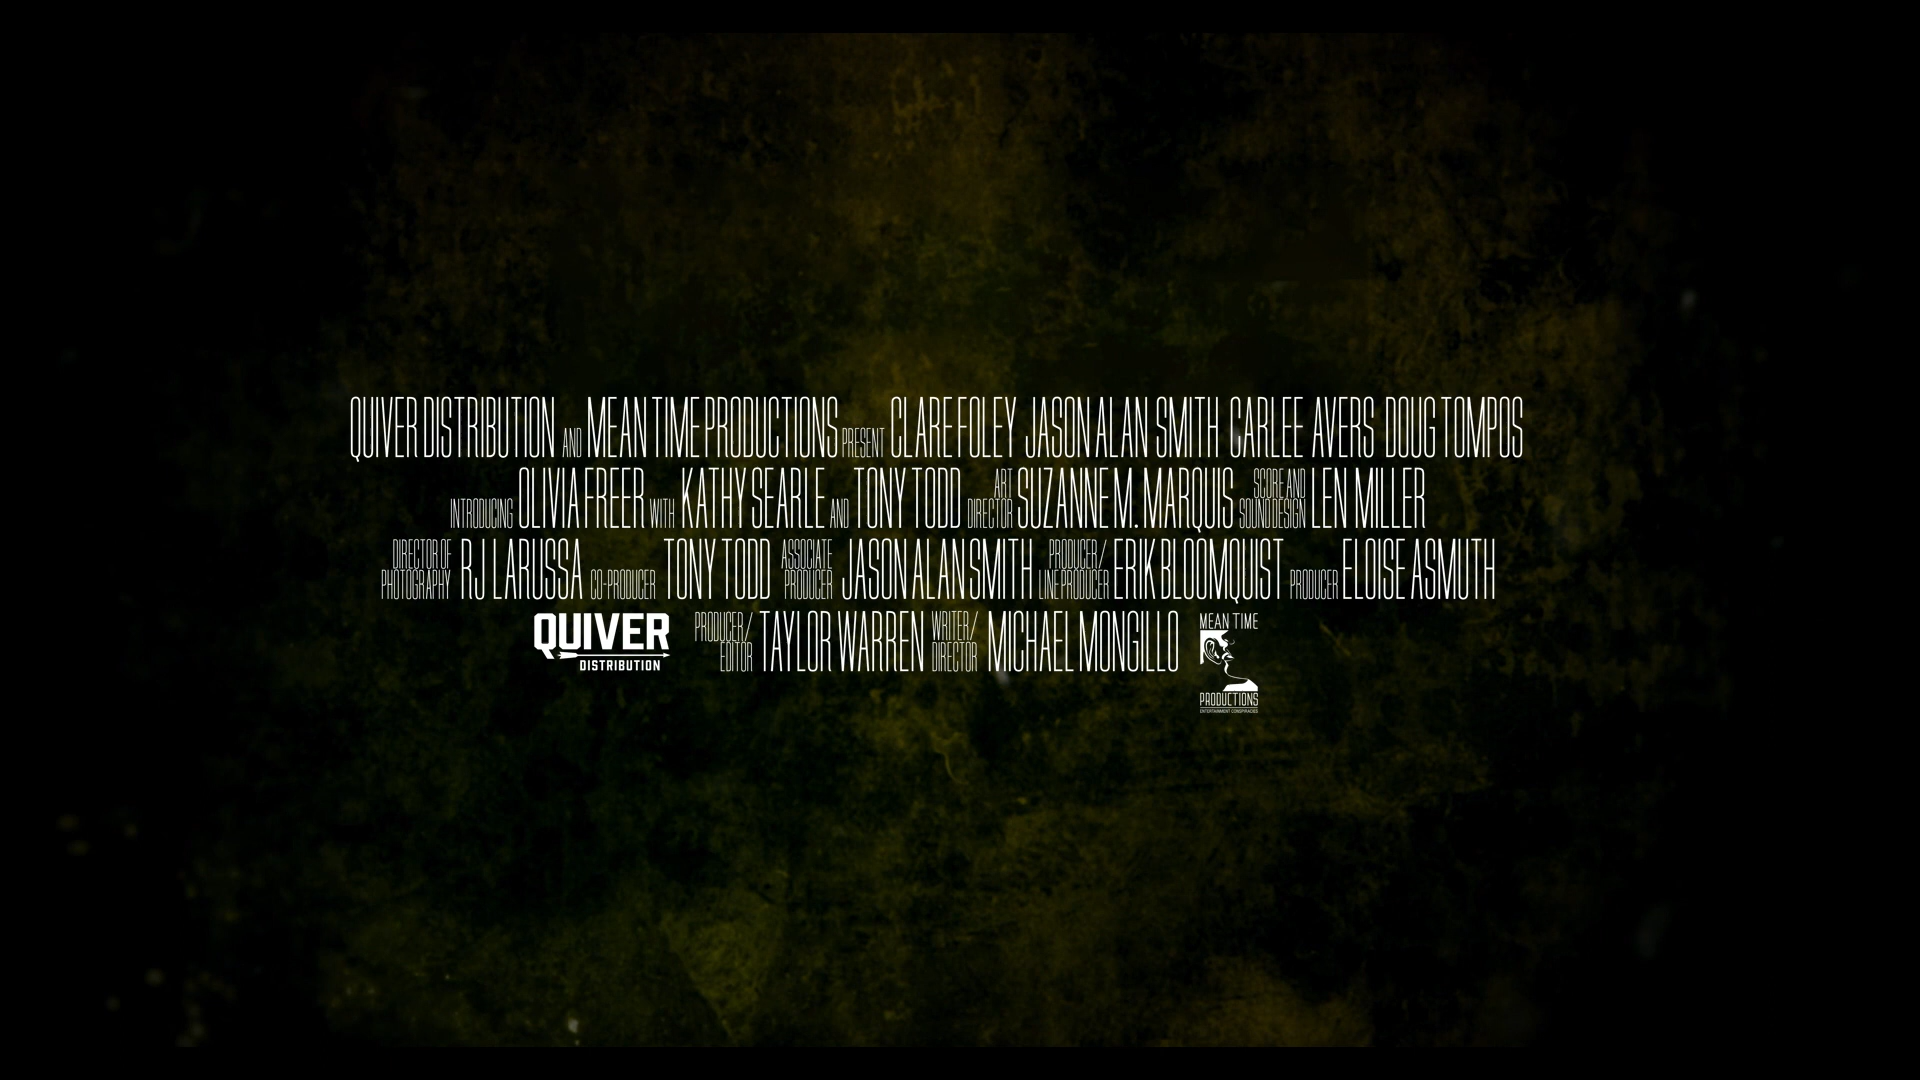 QUIVER DISTRIBUTION AND MEAN TIME PRODUCTIONS PRESENT CLARE FOLEY JASON ALAN SMITH CARLEE AVERS DOUG TOMPOS
INTRODUCING OLIVIA FREER WITH KATHY SEARLE AND TONY TODD ART DIRECTOR SUZANNE M. MARQUIS SCORE AND SOUND DESIGN LEN MILLER
DIRECTOR OF PHOTOGRAPHY RJ LARUSSA CO-PRODUCER TONY TODD ASSOCIATE PRODUCER JASON ALAN SMITH PRODUCER/ LINE PRODUCER ERIK BLOOMQUIST PRODUCER ELOISE ASMUTH
QUIVER DISTRIBUTION PRODUCER/ EDITOR TAYLOR WARREN WRITER/ DIRECTOR MICHAEL MONGILLO MEAN TIME
PRODUCTIONS
ENTERTAINMENT CONSPIRACIES